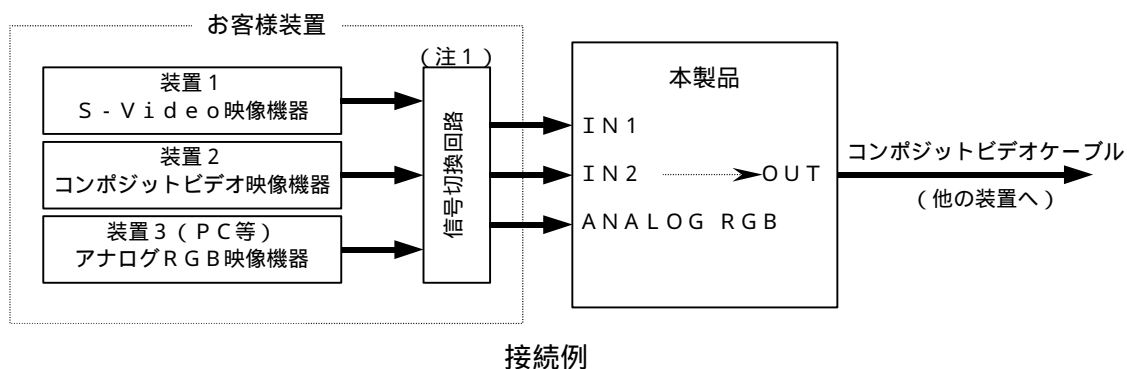 お客様装置
（注１）
装置１
Ｓ-Ｖｉｄｅｏ映像機器
装置２
コンポジットビデオ映像機器
装置３（ＰＣ等）
アナログＲＧＢ映像機器
信号切換回路
本製品
ＩＮ１
ＩＮ２
ＯＵＴ
ＡＮＡＬＯＧ ＲＧＢ
コンポジットビデオケーブル
（他の装置へ）
接続例